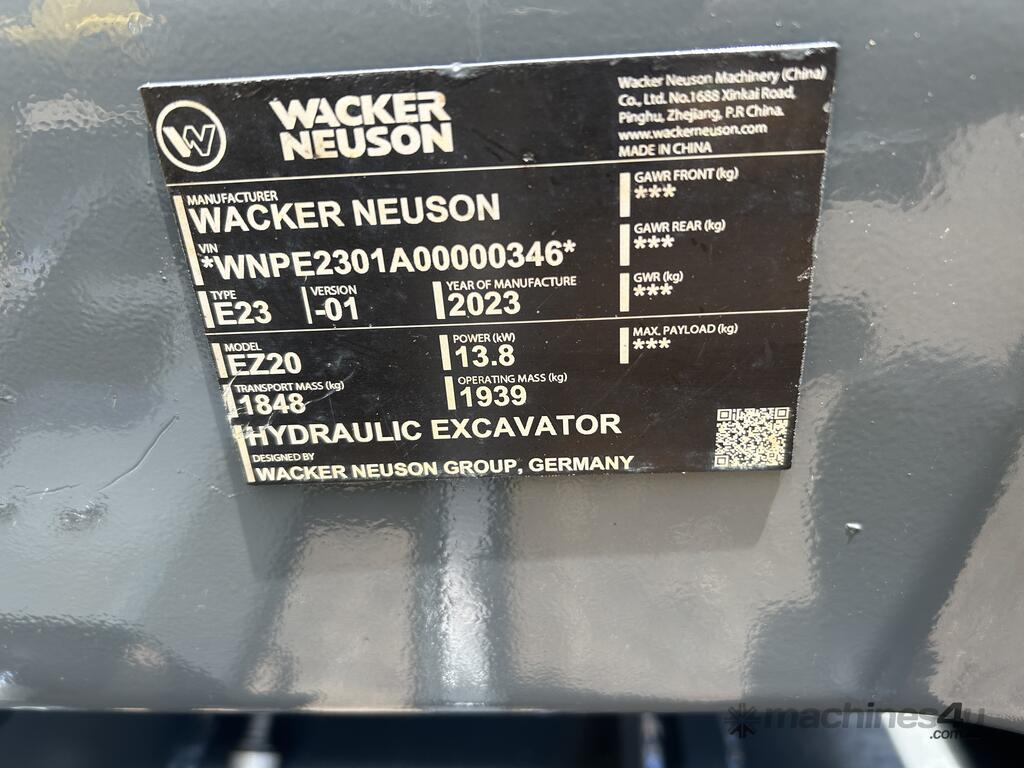 W
WACKER
NEUSON
Wacker Neuson Machinery (China)
Co., Ltd. No.1688 Xinkai Road,
Pinghu, Zhejiang, P.R China.
www.wackerneuson.com
MADE IN CHINA
MANUFACTURER
WACKER NEUSON
VIN
*WNPE2301A00000346*
TYPE
E23
VERSION
-01
YEAR OF MANUFACTURE
2023
GAWR FRONT (kg)
***
GAWR REAR (kg)
***
GWR (kg)
***
MODEL
EZ20
POWER (kW)
13.8
MAX. PAYLOAD (kg)
***
TRANSPORT MASS (kg)
1848
OPERATING MASS (kg)
1939
HYDRAULIC EXCAVATOR
DESIGNED BY
WACKER NEUSON GROUP, GERMANY
machines4u
.com.au